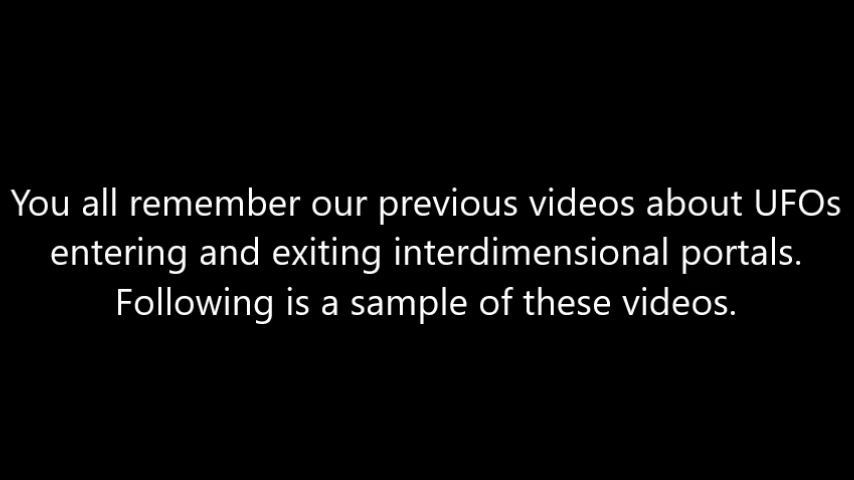 You all remember our previous videos about UFOs
entering and exiting interdimensional portals.
Following is a sample of these videos.